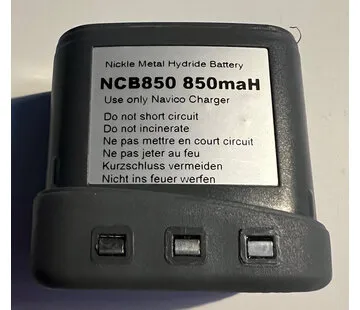 Nickle Metal Hydride Battery
NCB850 850maH
Use only Navico Charger
Do not short circuit
Do not incinerate
Ne pas mettre en court circuit
Ne pas jeter au feu
Kurzschluss vermeiden
Nicht ins feuer werfen